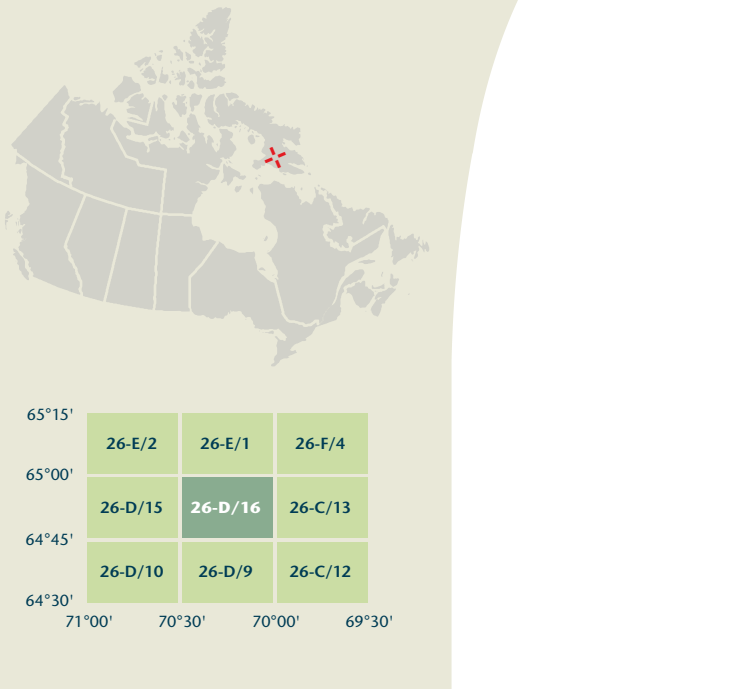 65°15'
26-E/2 26-E/1 26-F/4
65°00'
26-D/15 26-D/16 26-C/13
64°45'
26-D/10 26-D/9 26-C/12
64°30'
71°00' 70°30' 70°00' 69°30'